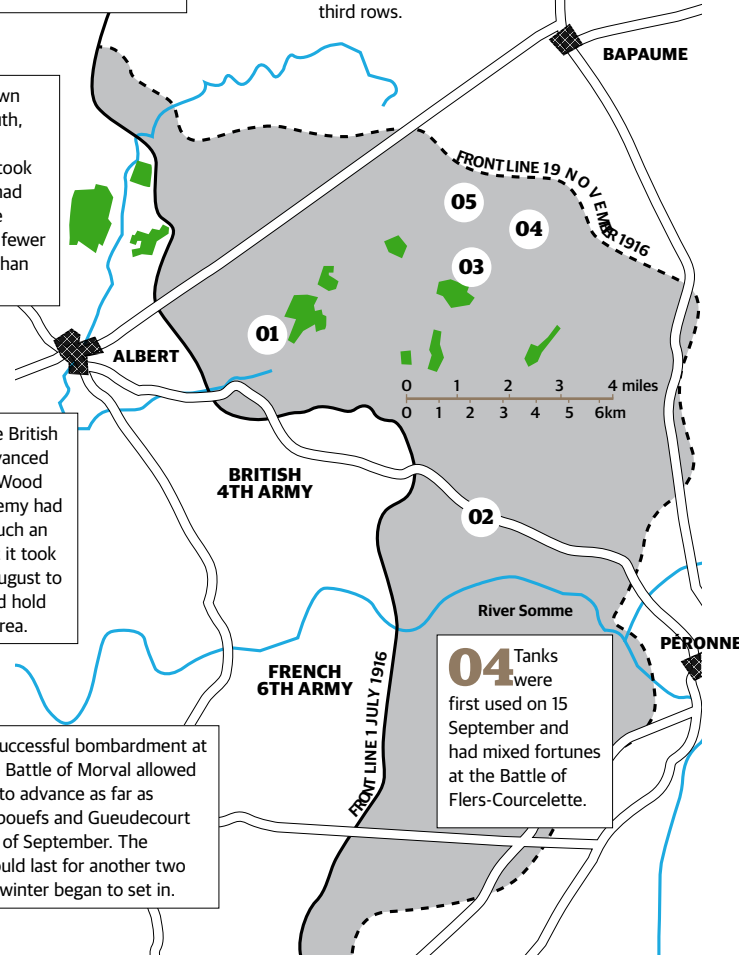 third rows.
BAPAUME
wn
uth,
took
had
e
fewer
than
FRONT LINE 19 NOVEMBER 1916
05
04
03
01
ALBERT
0 1 2 3 4 miles
0 1 2 3 4 5 6km
e British
vanced
Wood
emy had
uch an
it took
ugust to
d hold
rea.
BRITISH
4TH ARMY
02
River Somme
PÉRONNE
FRENCH
6TH ARMY
FRONT LINE 1 JULY 1916
04 Tanks
were
first used on 15
September and
had mixed fortunes
at the Battle of
Flers-Courcelette.
uccessful bombardment at
Battle of Morval allowed
to advance as far as
bouefs and Gueudecourt
of September. The
ould last for another two
winter began to set in.